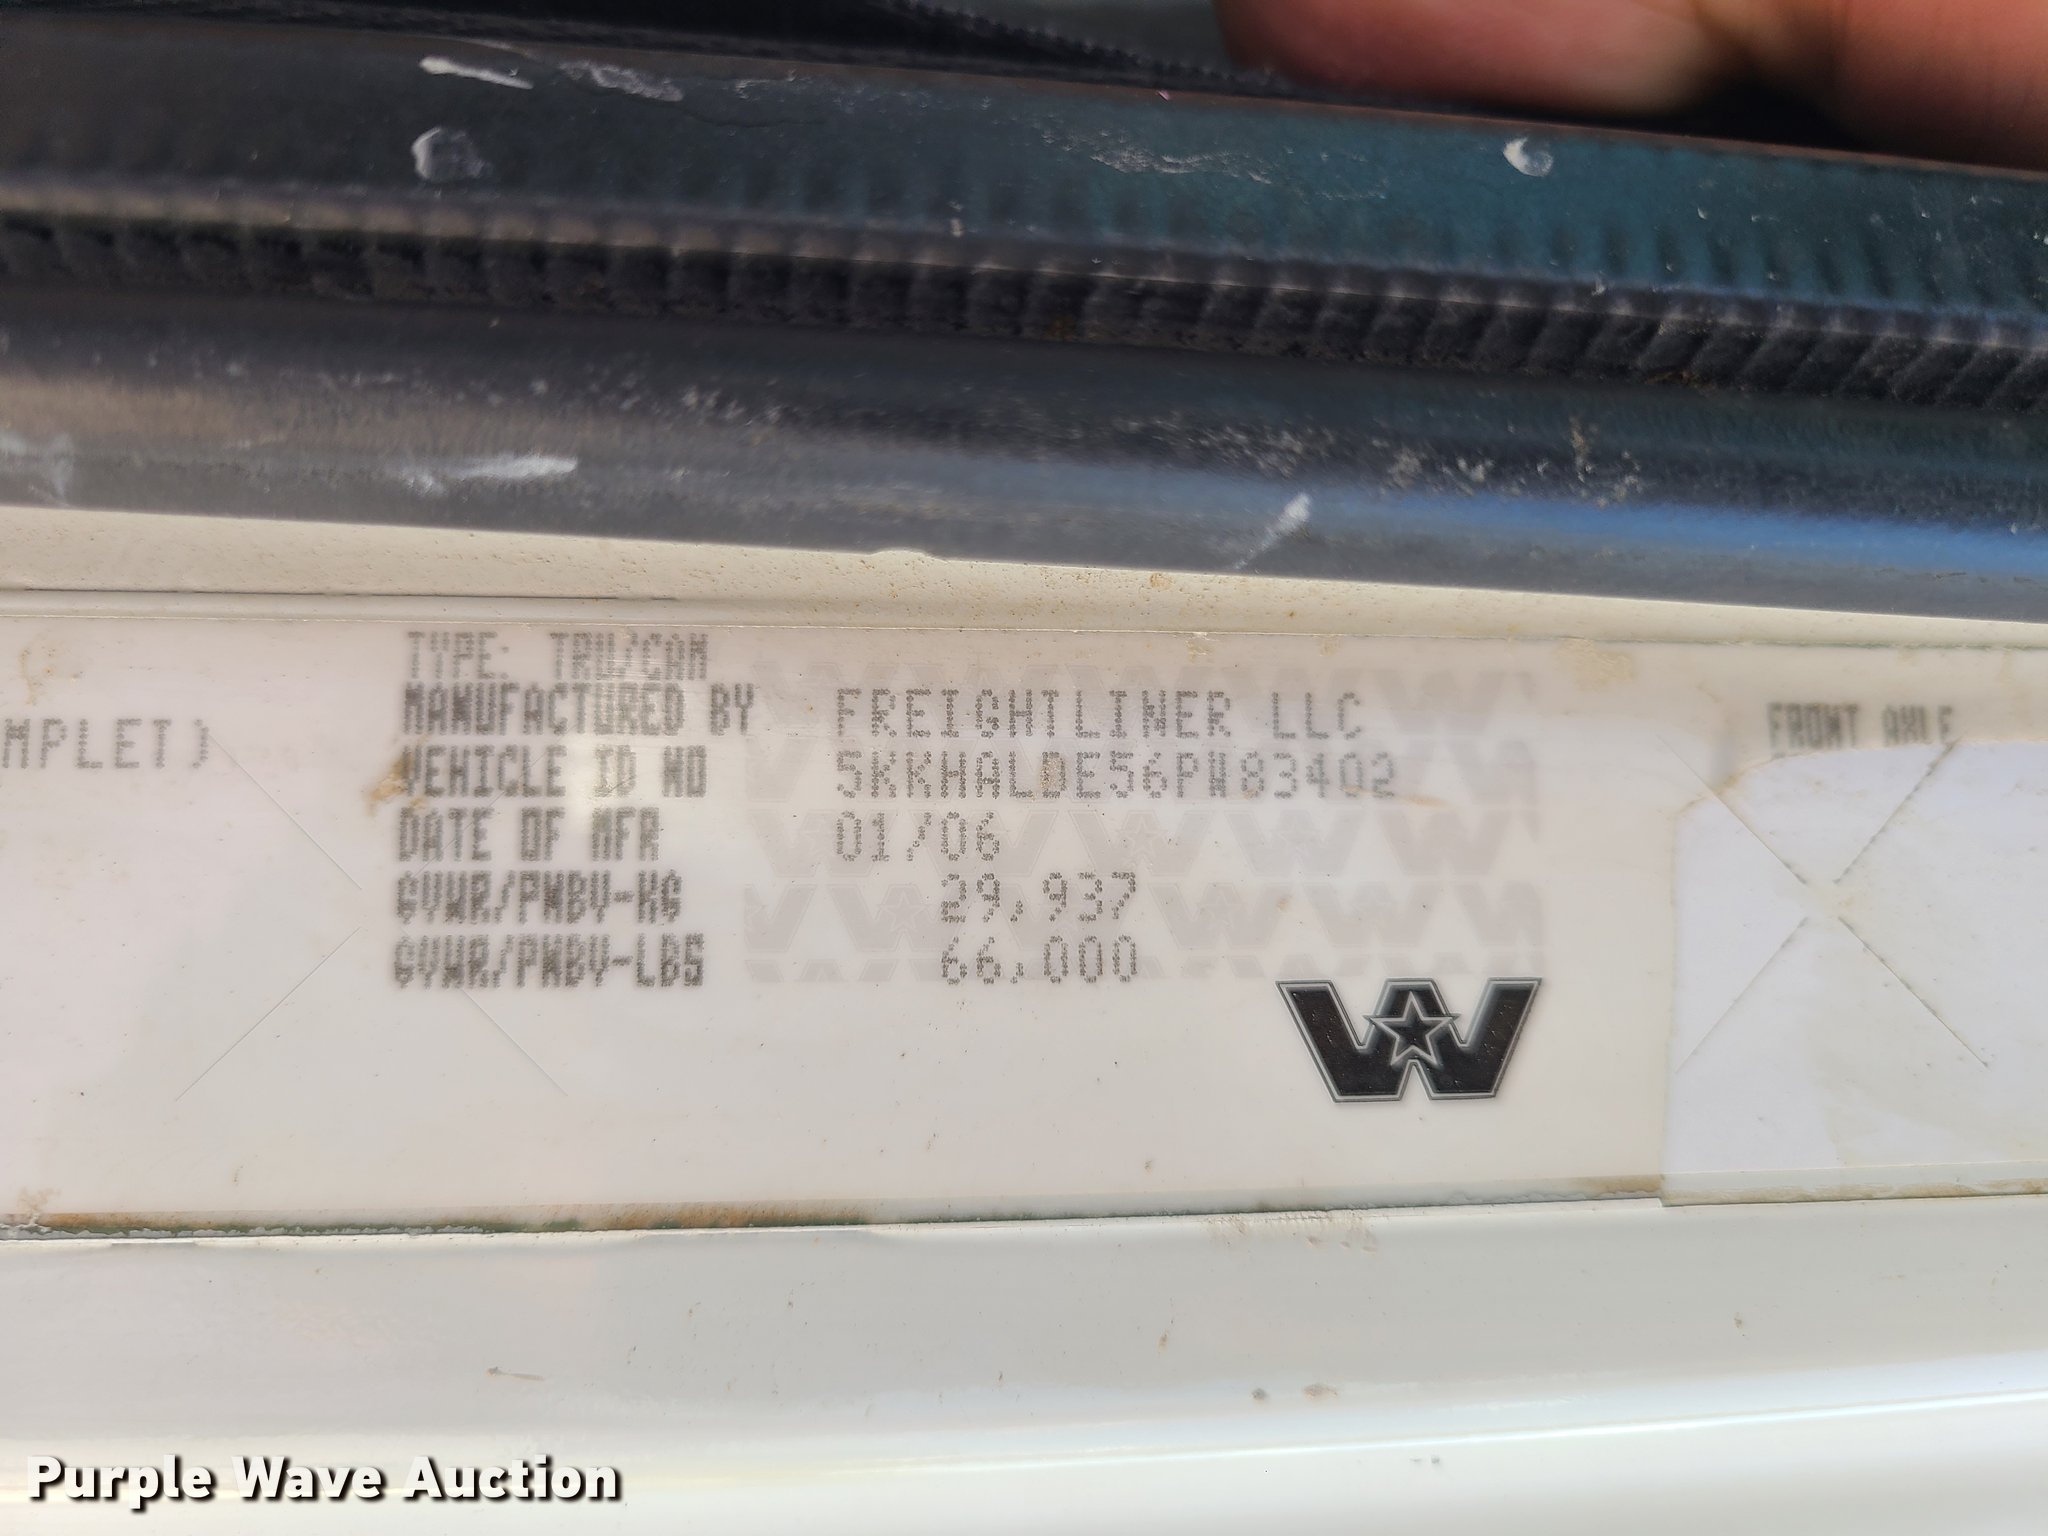 TYPE: TRU/CAM
MPLET)
MANUFACTURED BY FREIGHTLINER LLC
FRONT AXLE
VEHICLE ID NO 5KKHALDE56PW83402
DATE OF MFR 01/06
GVWR/PNBV-KG 29,937
GVWR/PNBV-LBS 66,000
W
Purple Wave Auction